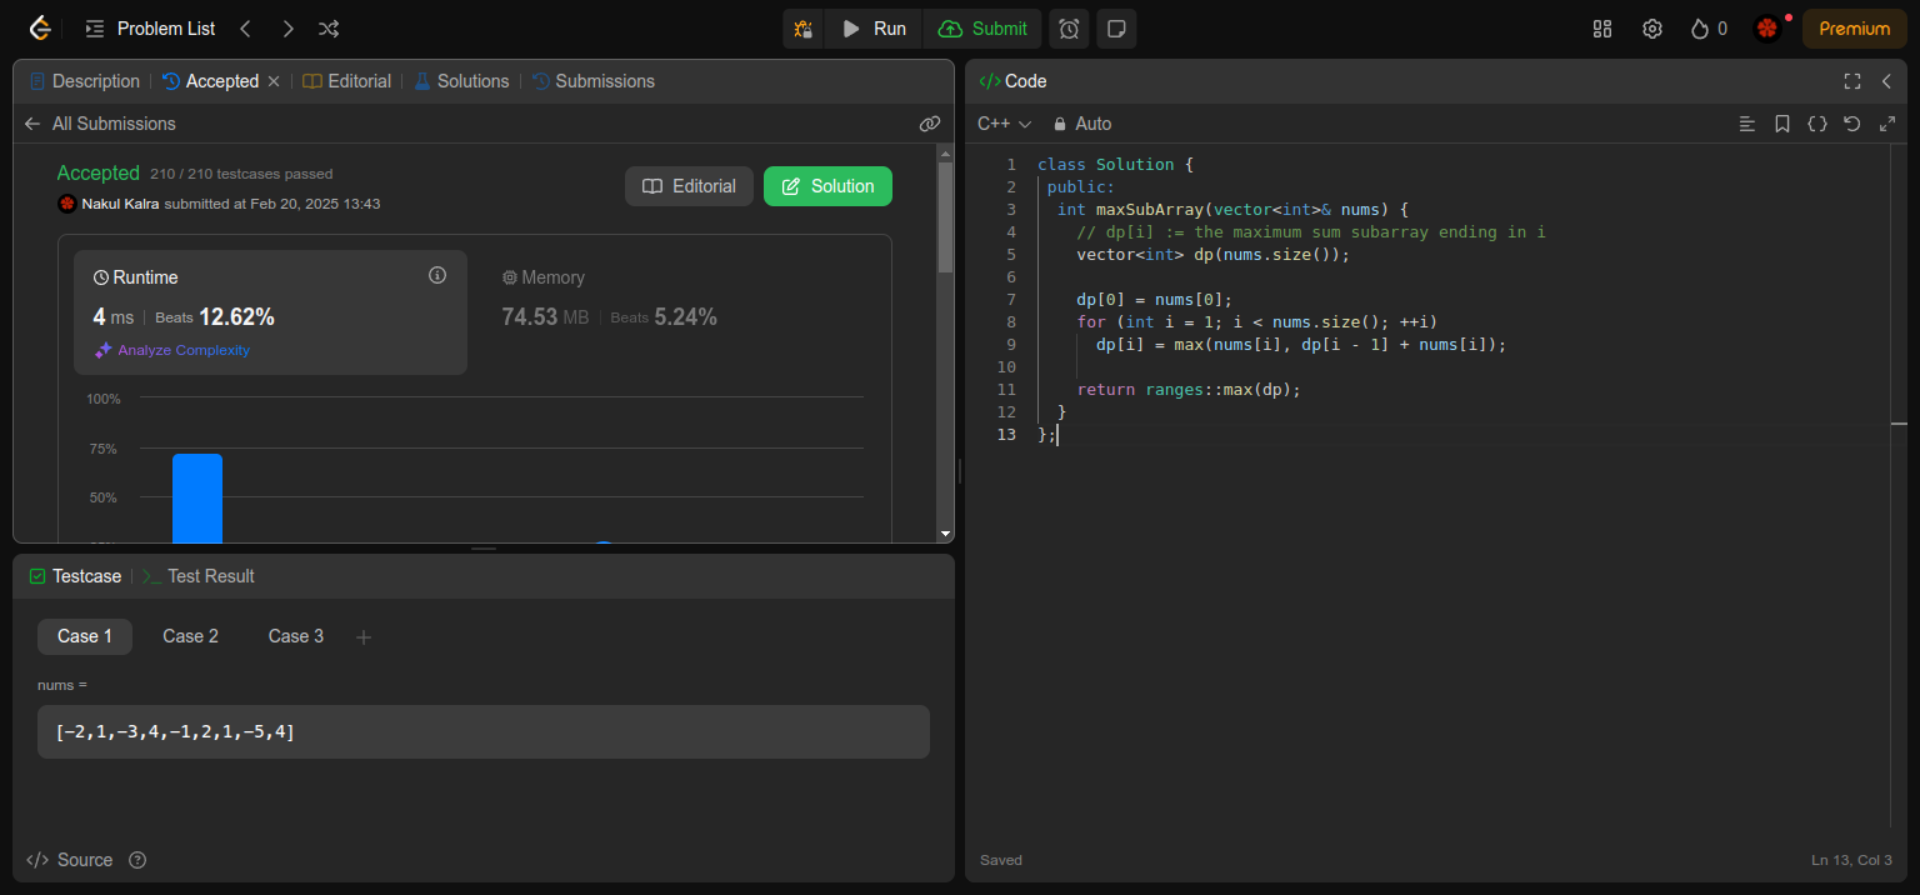 Problem List
Run
Submit
0
Premium
Description
Accepted
Editorial
Solutions
Submissions
All Submissions
Accepted 210 / 210 testcases passed
Nakul Kalra submitted at Feb 20, 2025 13:43
Editorial
Solution
Runtime
4 ms | Beats 12.62%
Analyze Complexity
Memory
74.53 MB | Beats 5.24%
100%
75%
50%
Testcase
>_ Test Result
Case 1
Case 2
Case 3
+
nums =
[-2,1,-3,4,-1,2,1,-5,4]
</> Source
</> Code
C++
Auto
1 class Solution {
2 public:
3 int maxSubArray(vector<int>& nums) {
4 // dp[i] := the maximum sum subarray ending in i
5 vector<int> dp(nums.size());
6
7 dp[0] = nums[0];
8 for (int i = 1; i < nums.size(); ++i)
9 dp[i] = max(nums[i], dp[i - 1] + nums[i]);
10
11 return ranges::max(dp);
12 }
13 };
Saved
Ln 13, Col 3